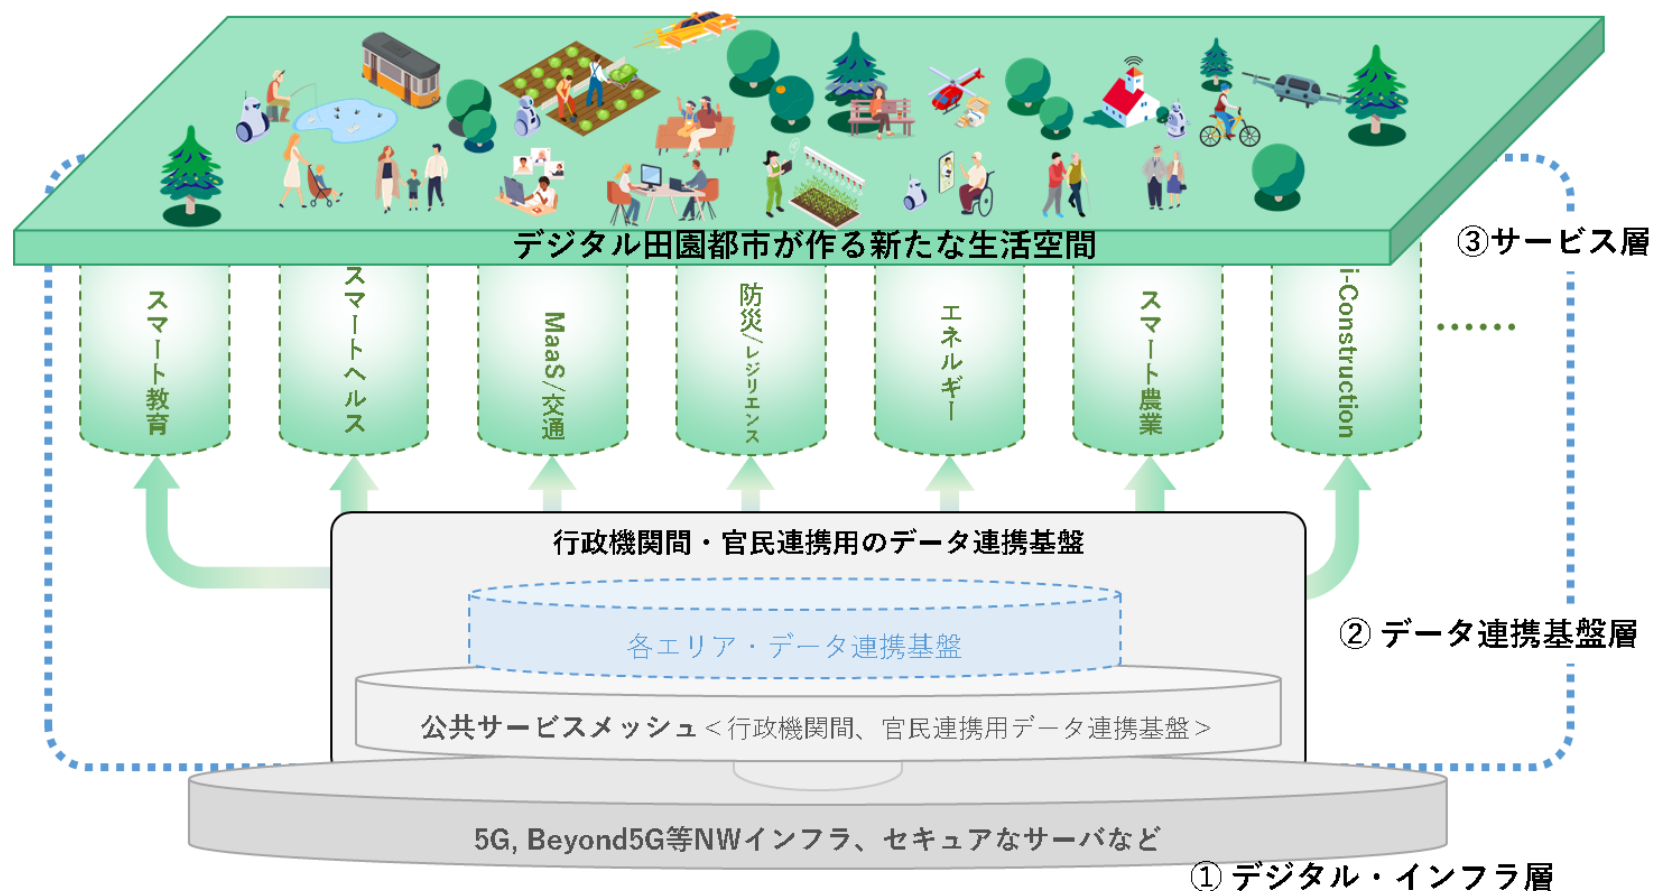 デジタル田園都市が作る新たな生活空間
③サービス層
スマート教育
スマートヘルス
MaaS/交通
防災/レジリエンス
エネルギー
スマート農業
i-Construction
……
行政機関間・官民連携用のデータ連携基盤
各エリア・データ連携基盤
② データ連携基盤層
公共サービスメッシュ＜行政機関間、官民連携用データ連携基盤＞
5G, Beyond5G等NWインフラ、セキュアなサーバなど
① デジタル・インフラ層